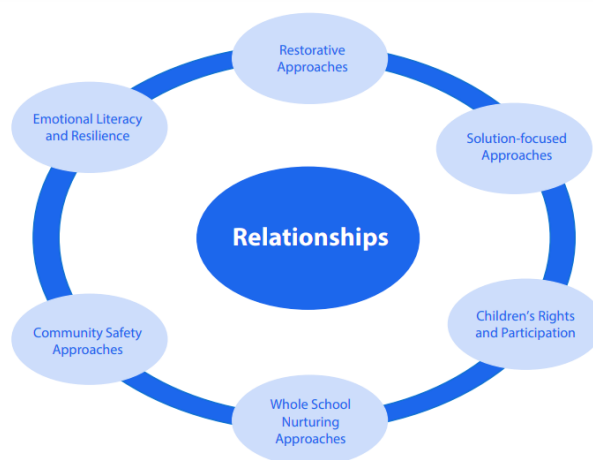 Restorative
Approaches
Emotional Literacy
and Resilience
Solution-focused
Approaches
Relationships
Children’s Rights
and Participation
Community Safety
Approaches
Whole School
Nurturing
Approaches